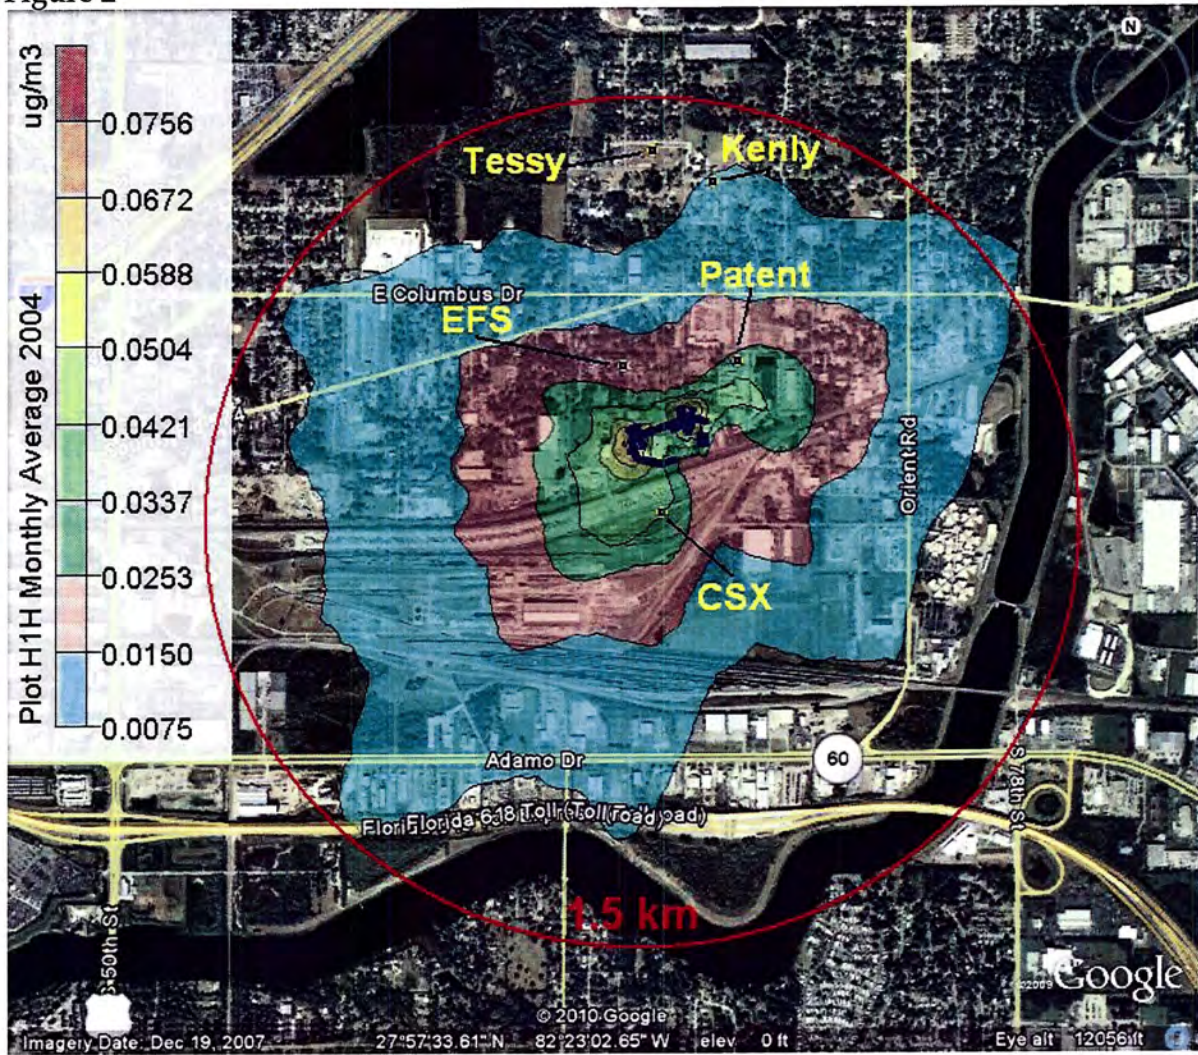 Figure 2
ug/m3
0.0756
0.0672
0.0588
0.0504
0.0421
0.0337
0.0253
0.0150
0.0075
Plot H1H Monthly Average 2004
N
Tessy
Kenly
Patent
E Columbus Dr
EFS
Orient Rd
CSX
Adamo Dr
60
S 78th St
Florida 618 Toll (Toll road)
1.5 km
S 50th St
©2009 Google
© 2010 Google
Imagery Date: Dec 19, 2007
27°57'33.61" N
82°23'02.65" W
elev 0 ft
Eye alt 12056 ft